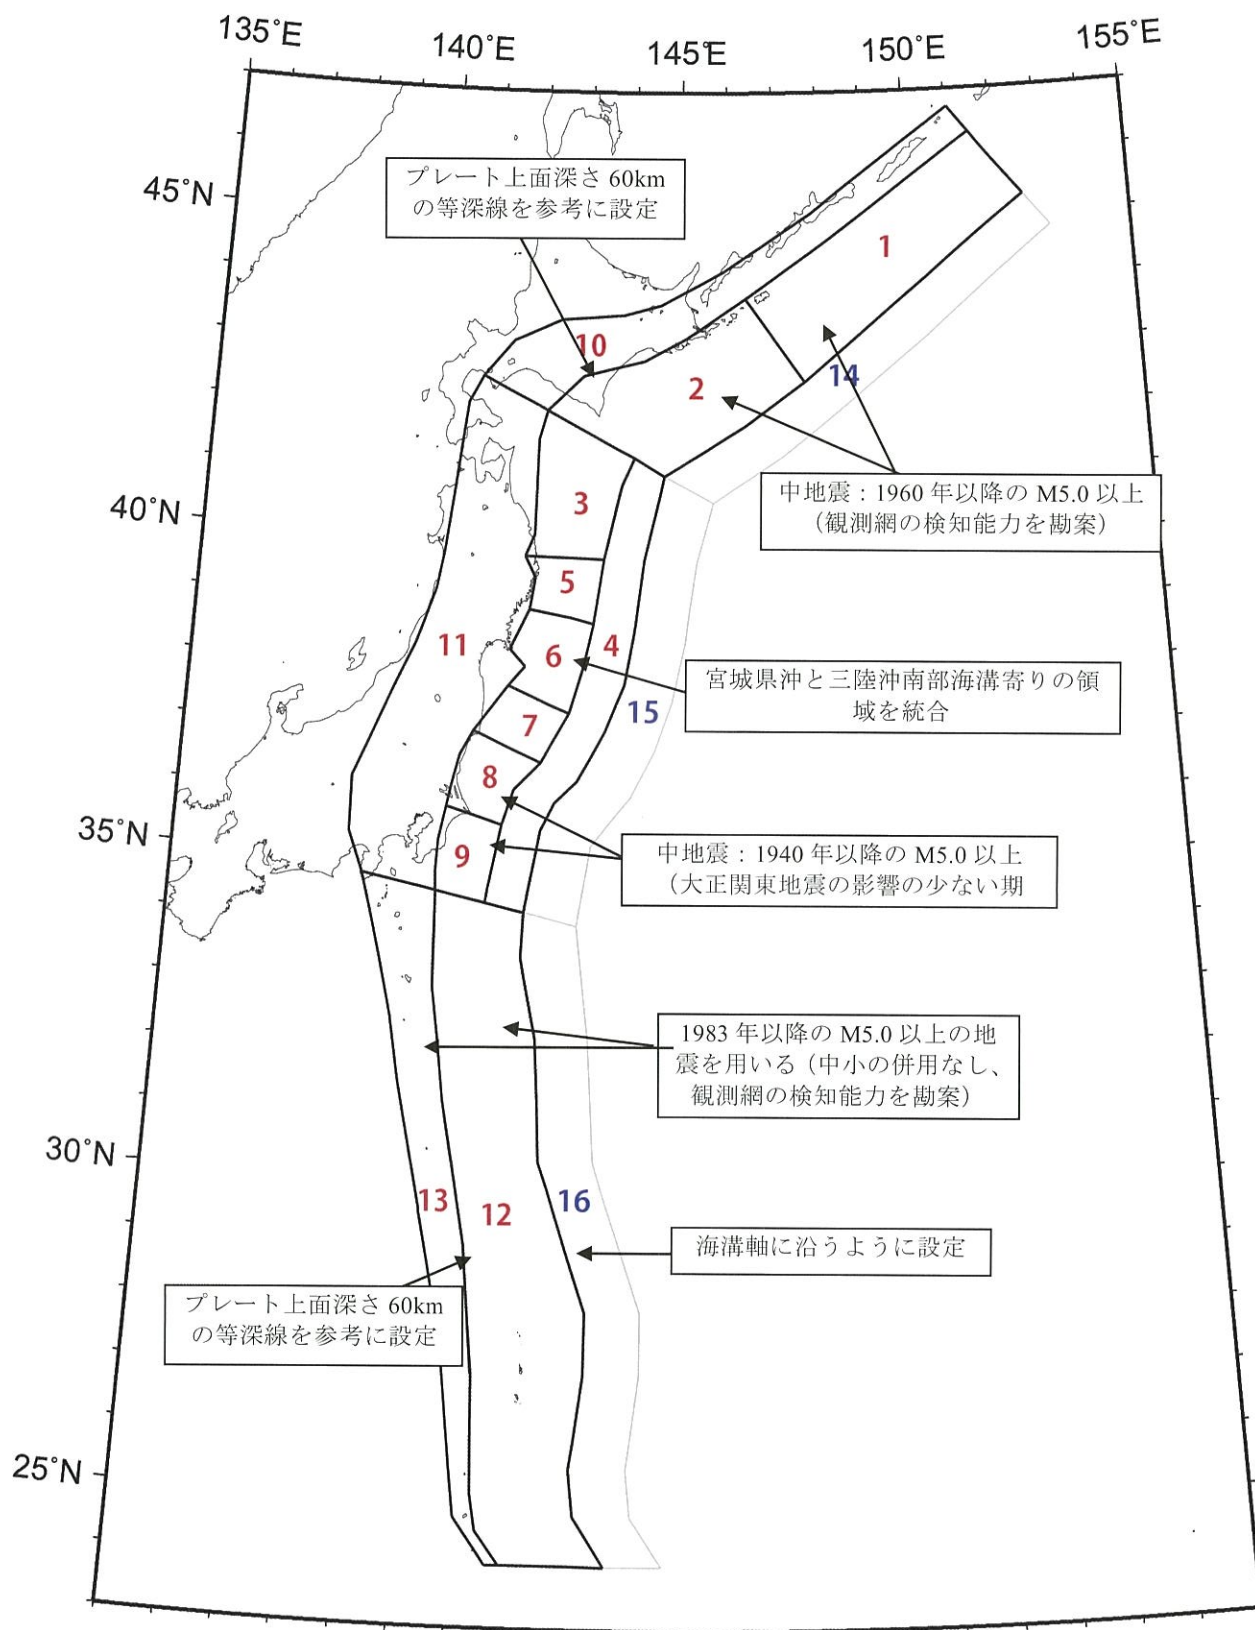 135°E
140°E
145°E
150°E
155°E
プレート上面深さ 60km
の等深線を参考に設定
45°N
1
10
2
14
中地震：1960 年以降の M5.0 以上
（観測網の検知能力を勘案）
40°N
3
5
11
6
4
宮城県沖と三陸沖南部海溝寄りの領
域を統合
15
7
8
35°N
9
中地震：1940 年以降の M5.0 以上
（大正関東地震の影響の少ない期
1983 年以降の M5.0 以上の地
震を用いる（中小の併用なし、
観測網の検知能力を勘案）
30°N
13
12
16
海溝軸に沿うように設定
プレート上面深さ 60km
の等深線を参考に設定
25°N